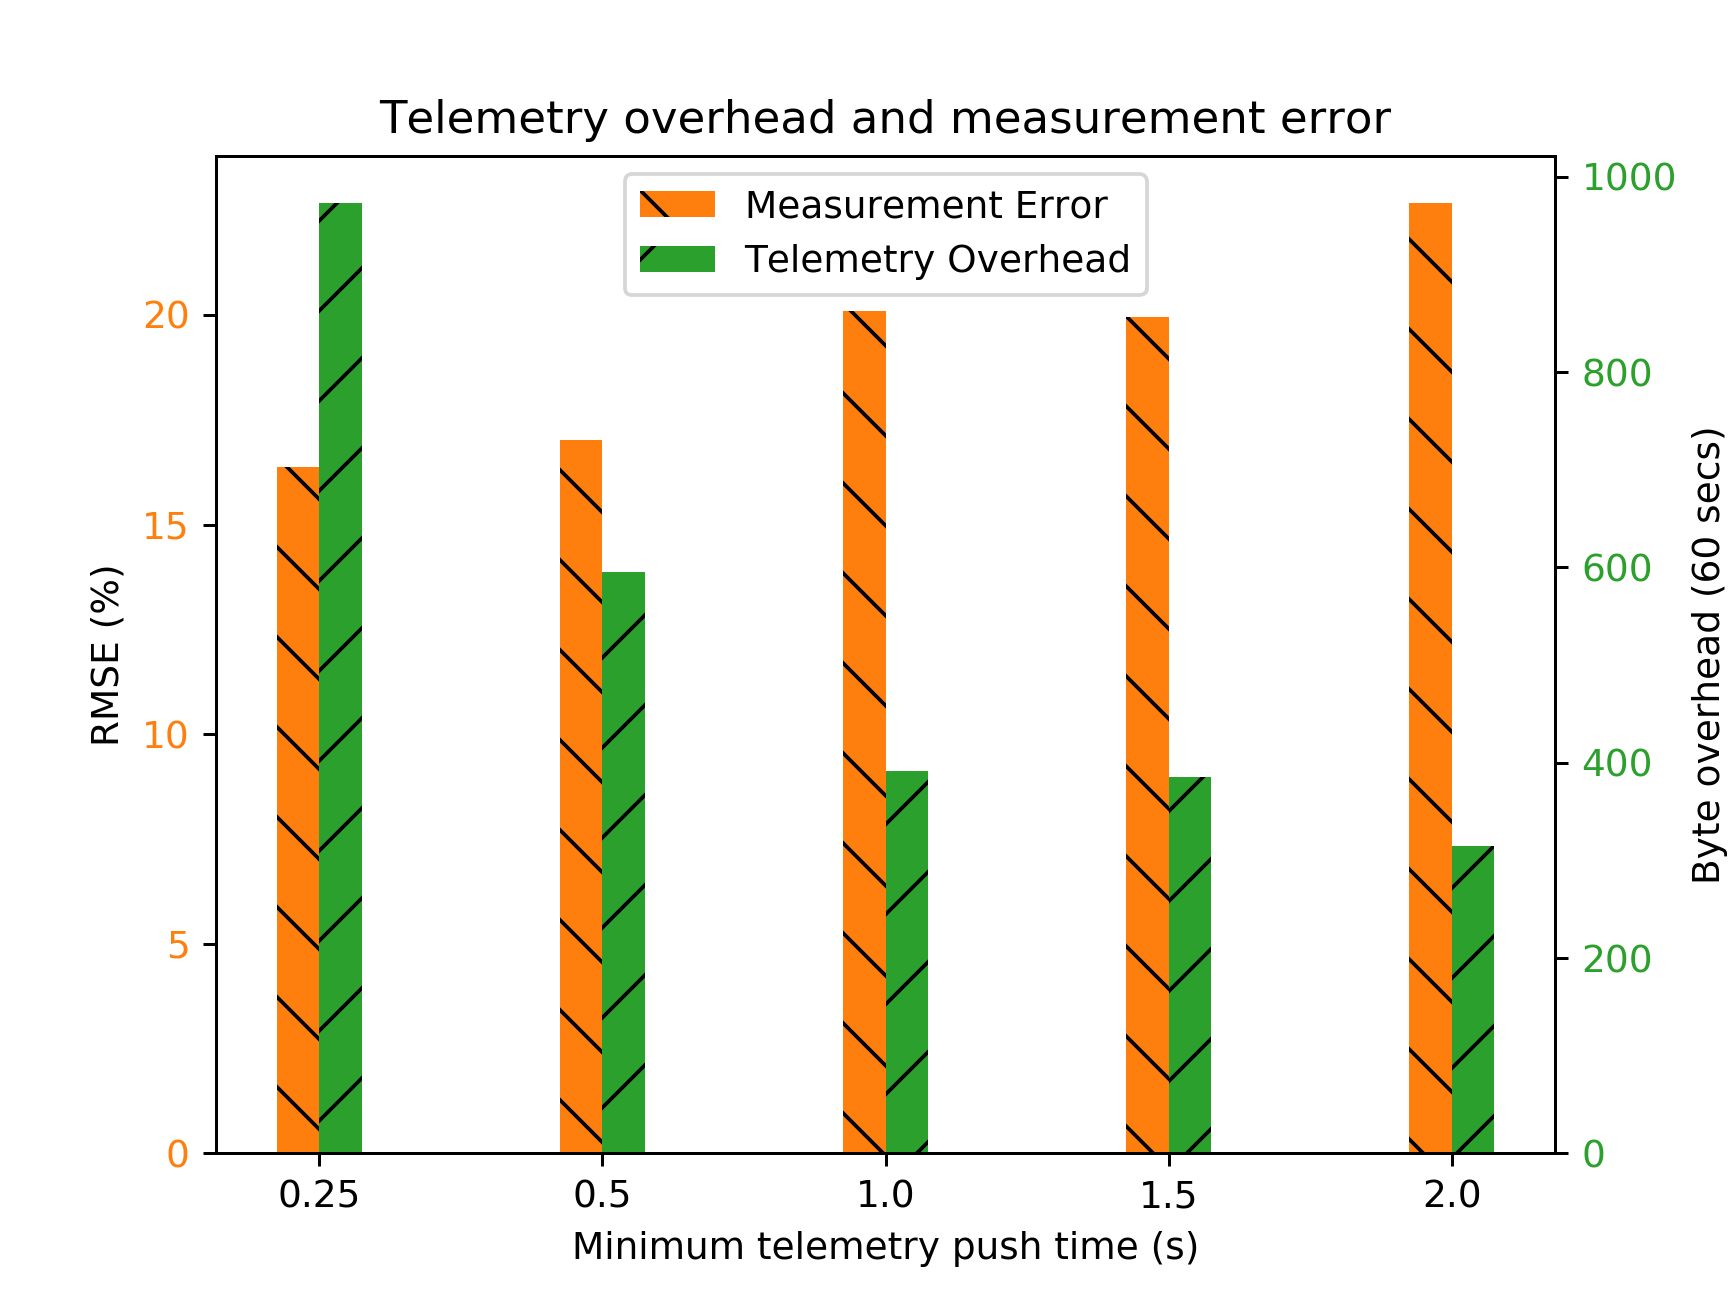 Telemetry overhead and measurement error
Measurement Error
Telemetry Overhead
20
15
10
5
0
RMSE (%)
1000
800
600
400
200
0
Byte overhead (60 secs)
0.25 0.5 1.0 1.5 2.0
Minimum telemetry push time (s)